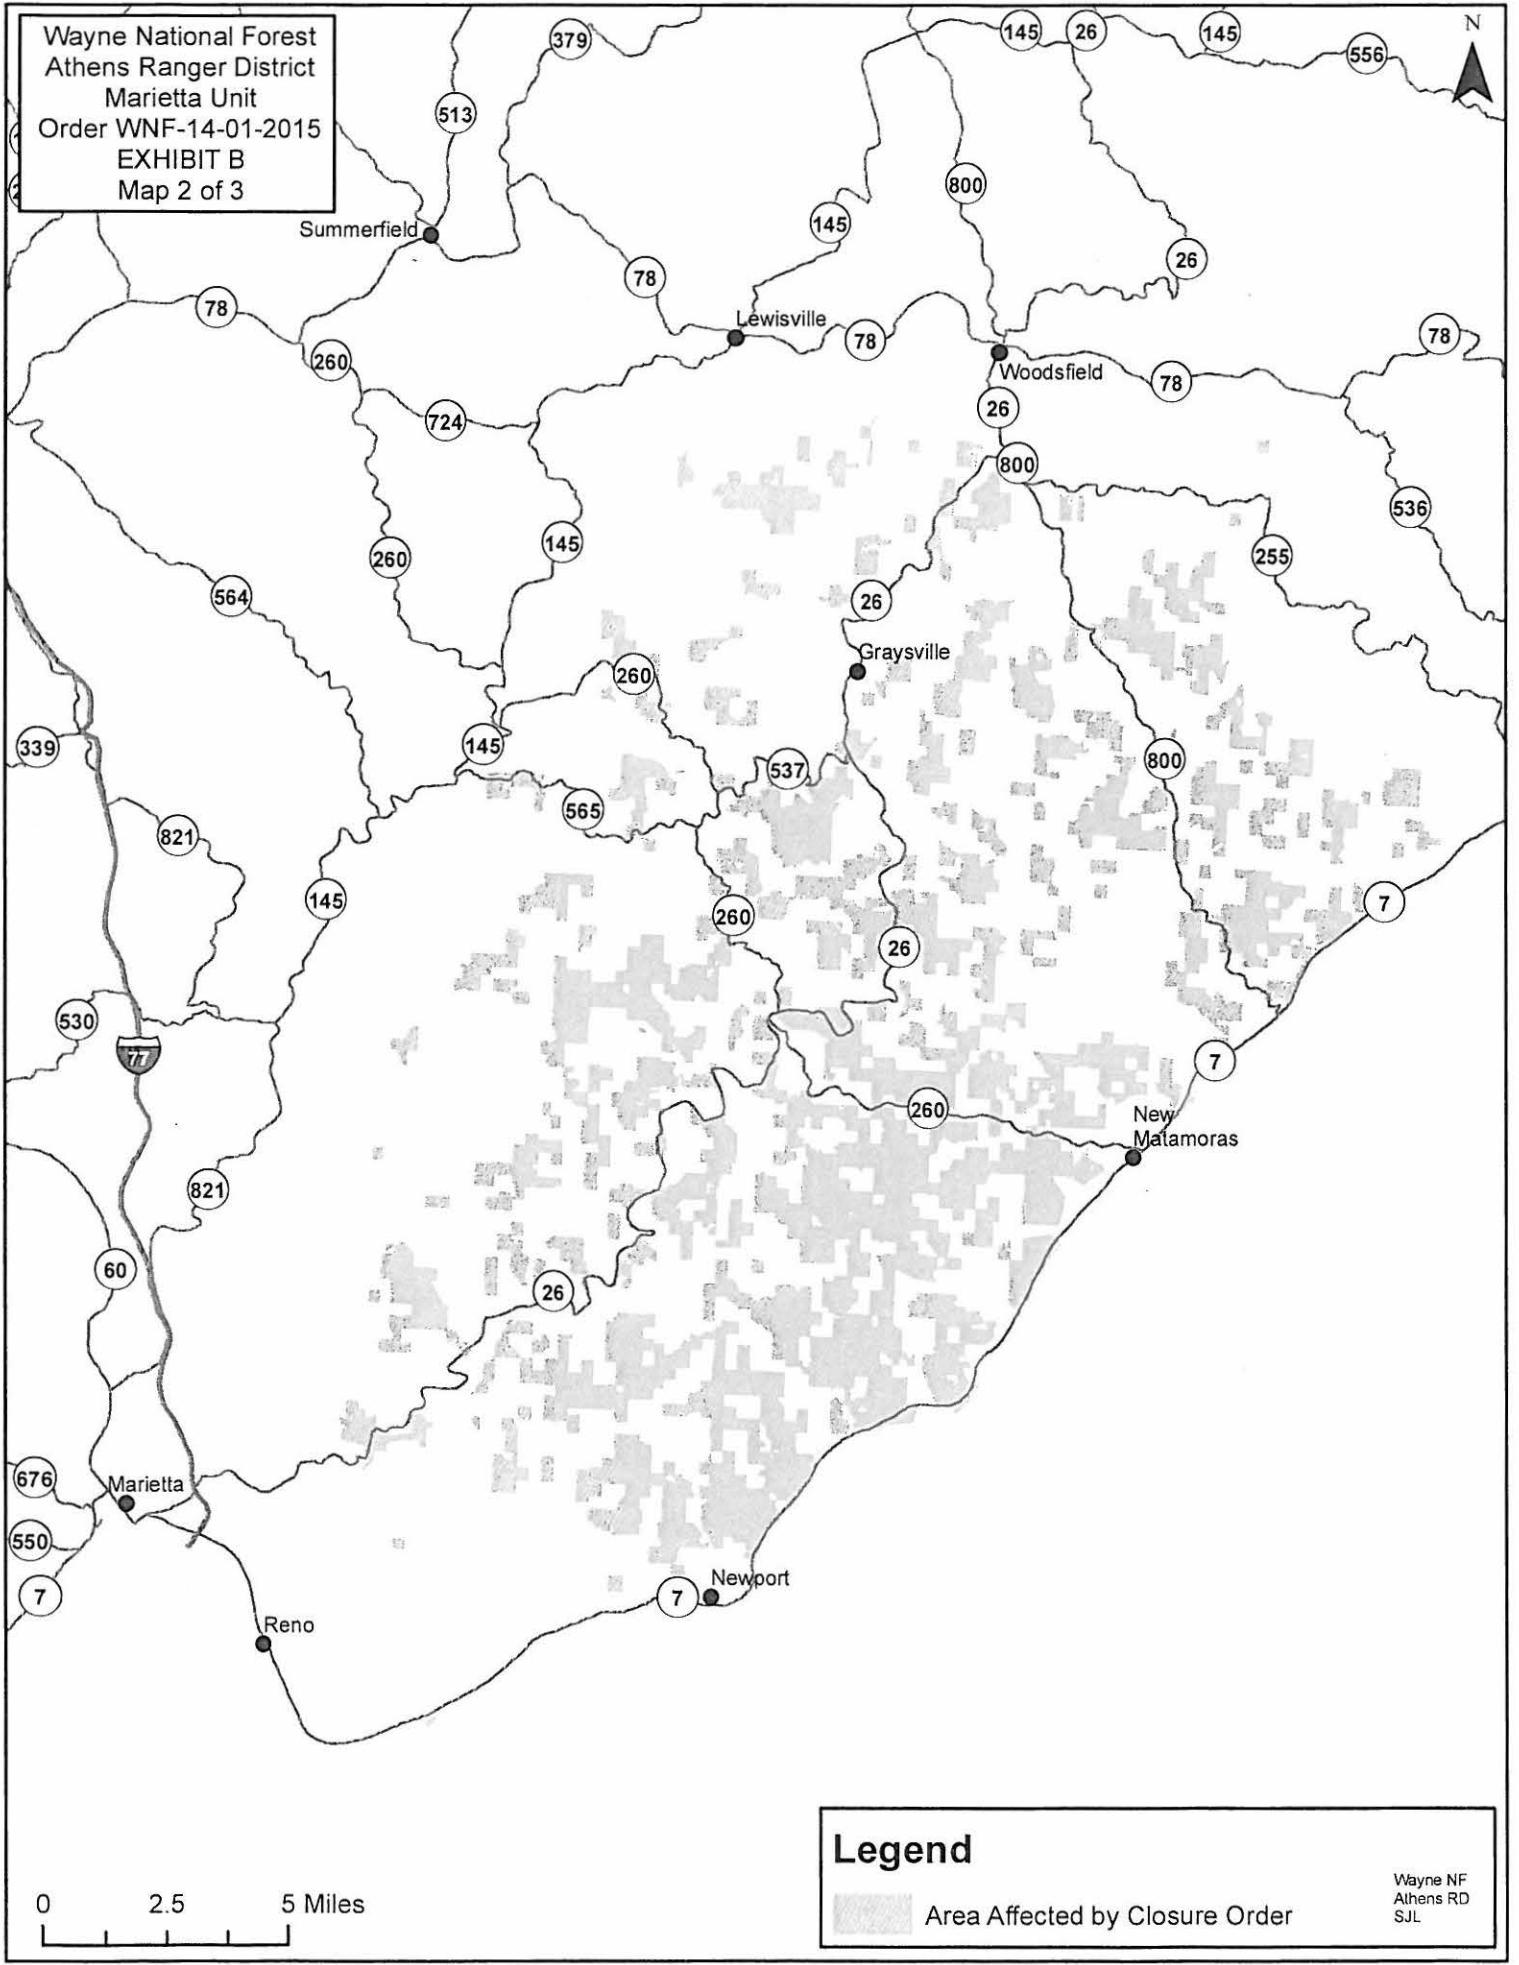 Wayne National Forest
Athens Ranger District
Marietta Unit
Order WNF-14-01-2015
EXHIBIT B
Map 2 of 3
N
379
145
26
145
556
513
800
145
Summerfield
26
78
78
Lewisville
78
78
260
Woodsfield
78
724
26
800
536
260
145
255
564
26
Graysville
260
339
145
537
800
565
821
145
7
260
26
530
77
7
260
New
Matamoras
821
60
26
676
Marietta
550
7
Newport
7
Reno
Legend
Area Affected by Closure Order
Wayne NF
Athens RD
SJL
0 2.5 5 Miles